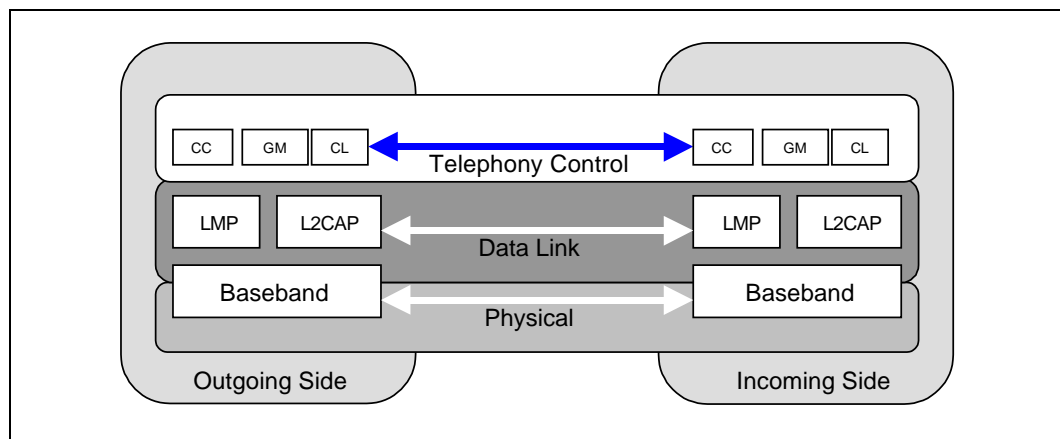 CC GM CL CC GM CL
Telephony Control
LMP L2CAP LMP L2CAP
Data Link
Baseband Baseband
Physical
Outgoing Side Incoming Side